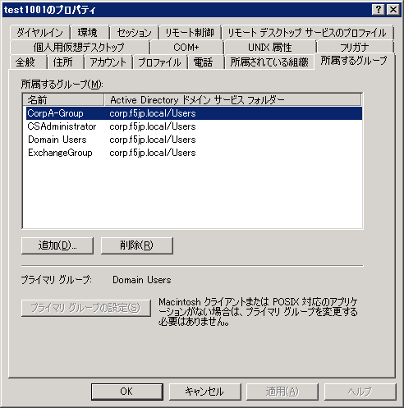 test1001のプロパティ
ダイヤルイン 環境 セッション リモート制御 リモート デスクトップ サービスのプロファイル
個人用仮想デスクトップ COM+ UNIX 属性 フリガナ
全般 住所 アカウント プロファイル 電話 所属されている組織 所属するグループ
所属するグループ(M):
名前 Active Directory ドメイン サービス フォルダー
CorpA-Group corp.f5jp.local/Users
CSAdministrator corp.f5jp.local/Users
Domain Users corp.f5jp.local/Users
ExchangeGroup corp.f5jp.local/Users
追加(D)... 削除(R)
プライマリ グループ: Domain Users
プライマリ グループの設定(S) Macintosh クライアントまたは POSIX 対応のアプリケ
ーションがない場合は、プライマリ グループを変更する
必要はありません。
OK キャンセル 適用(A) ヘルプ